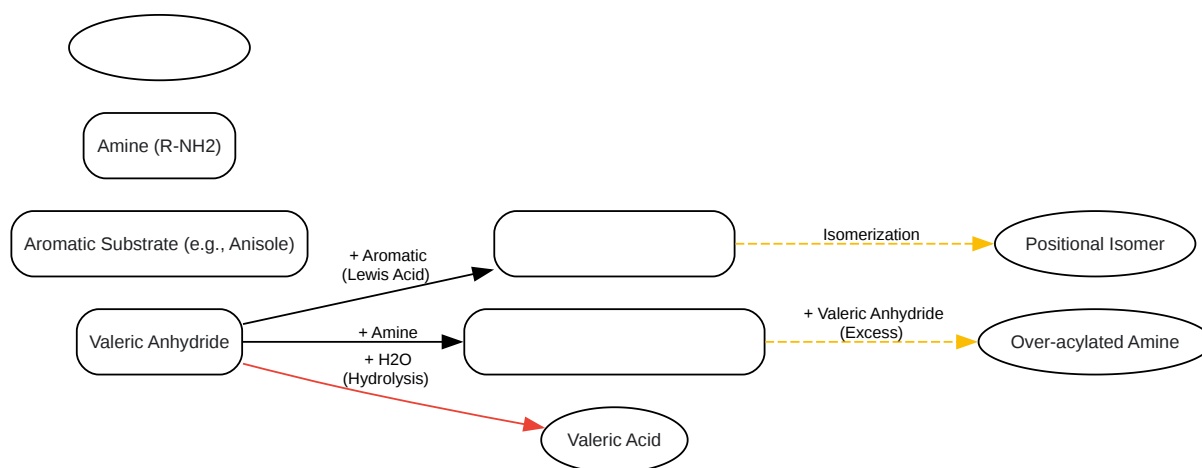 Amine (R-NH2)
Aromatic Substrate (e.g., Anisole)
Isomerization
Positional Isomer
+ Aromatic
(Lewis Acid)
Valeric Anhydride
+ Amine
+ Valeric Anhydride
(Excess)
Over-acylated Amine
+ H2O
(Hydrolysis)
Valeric Acid